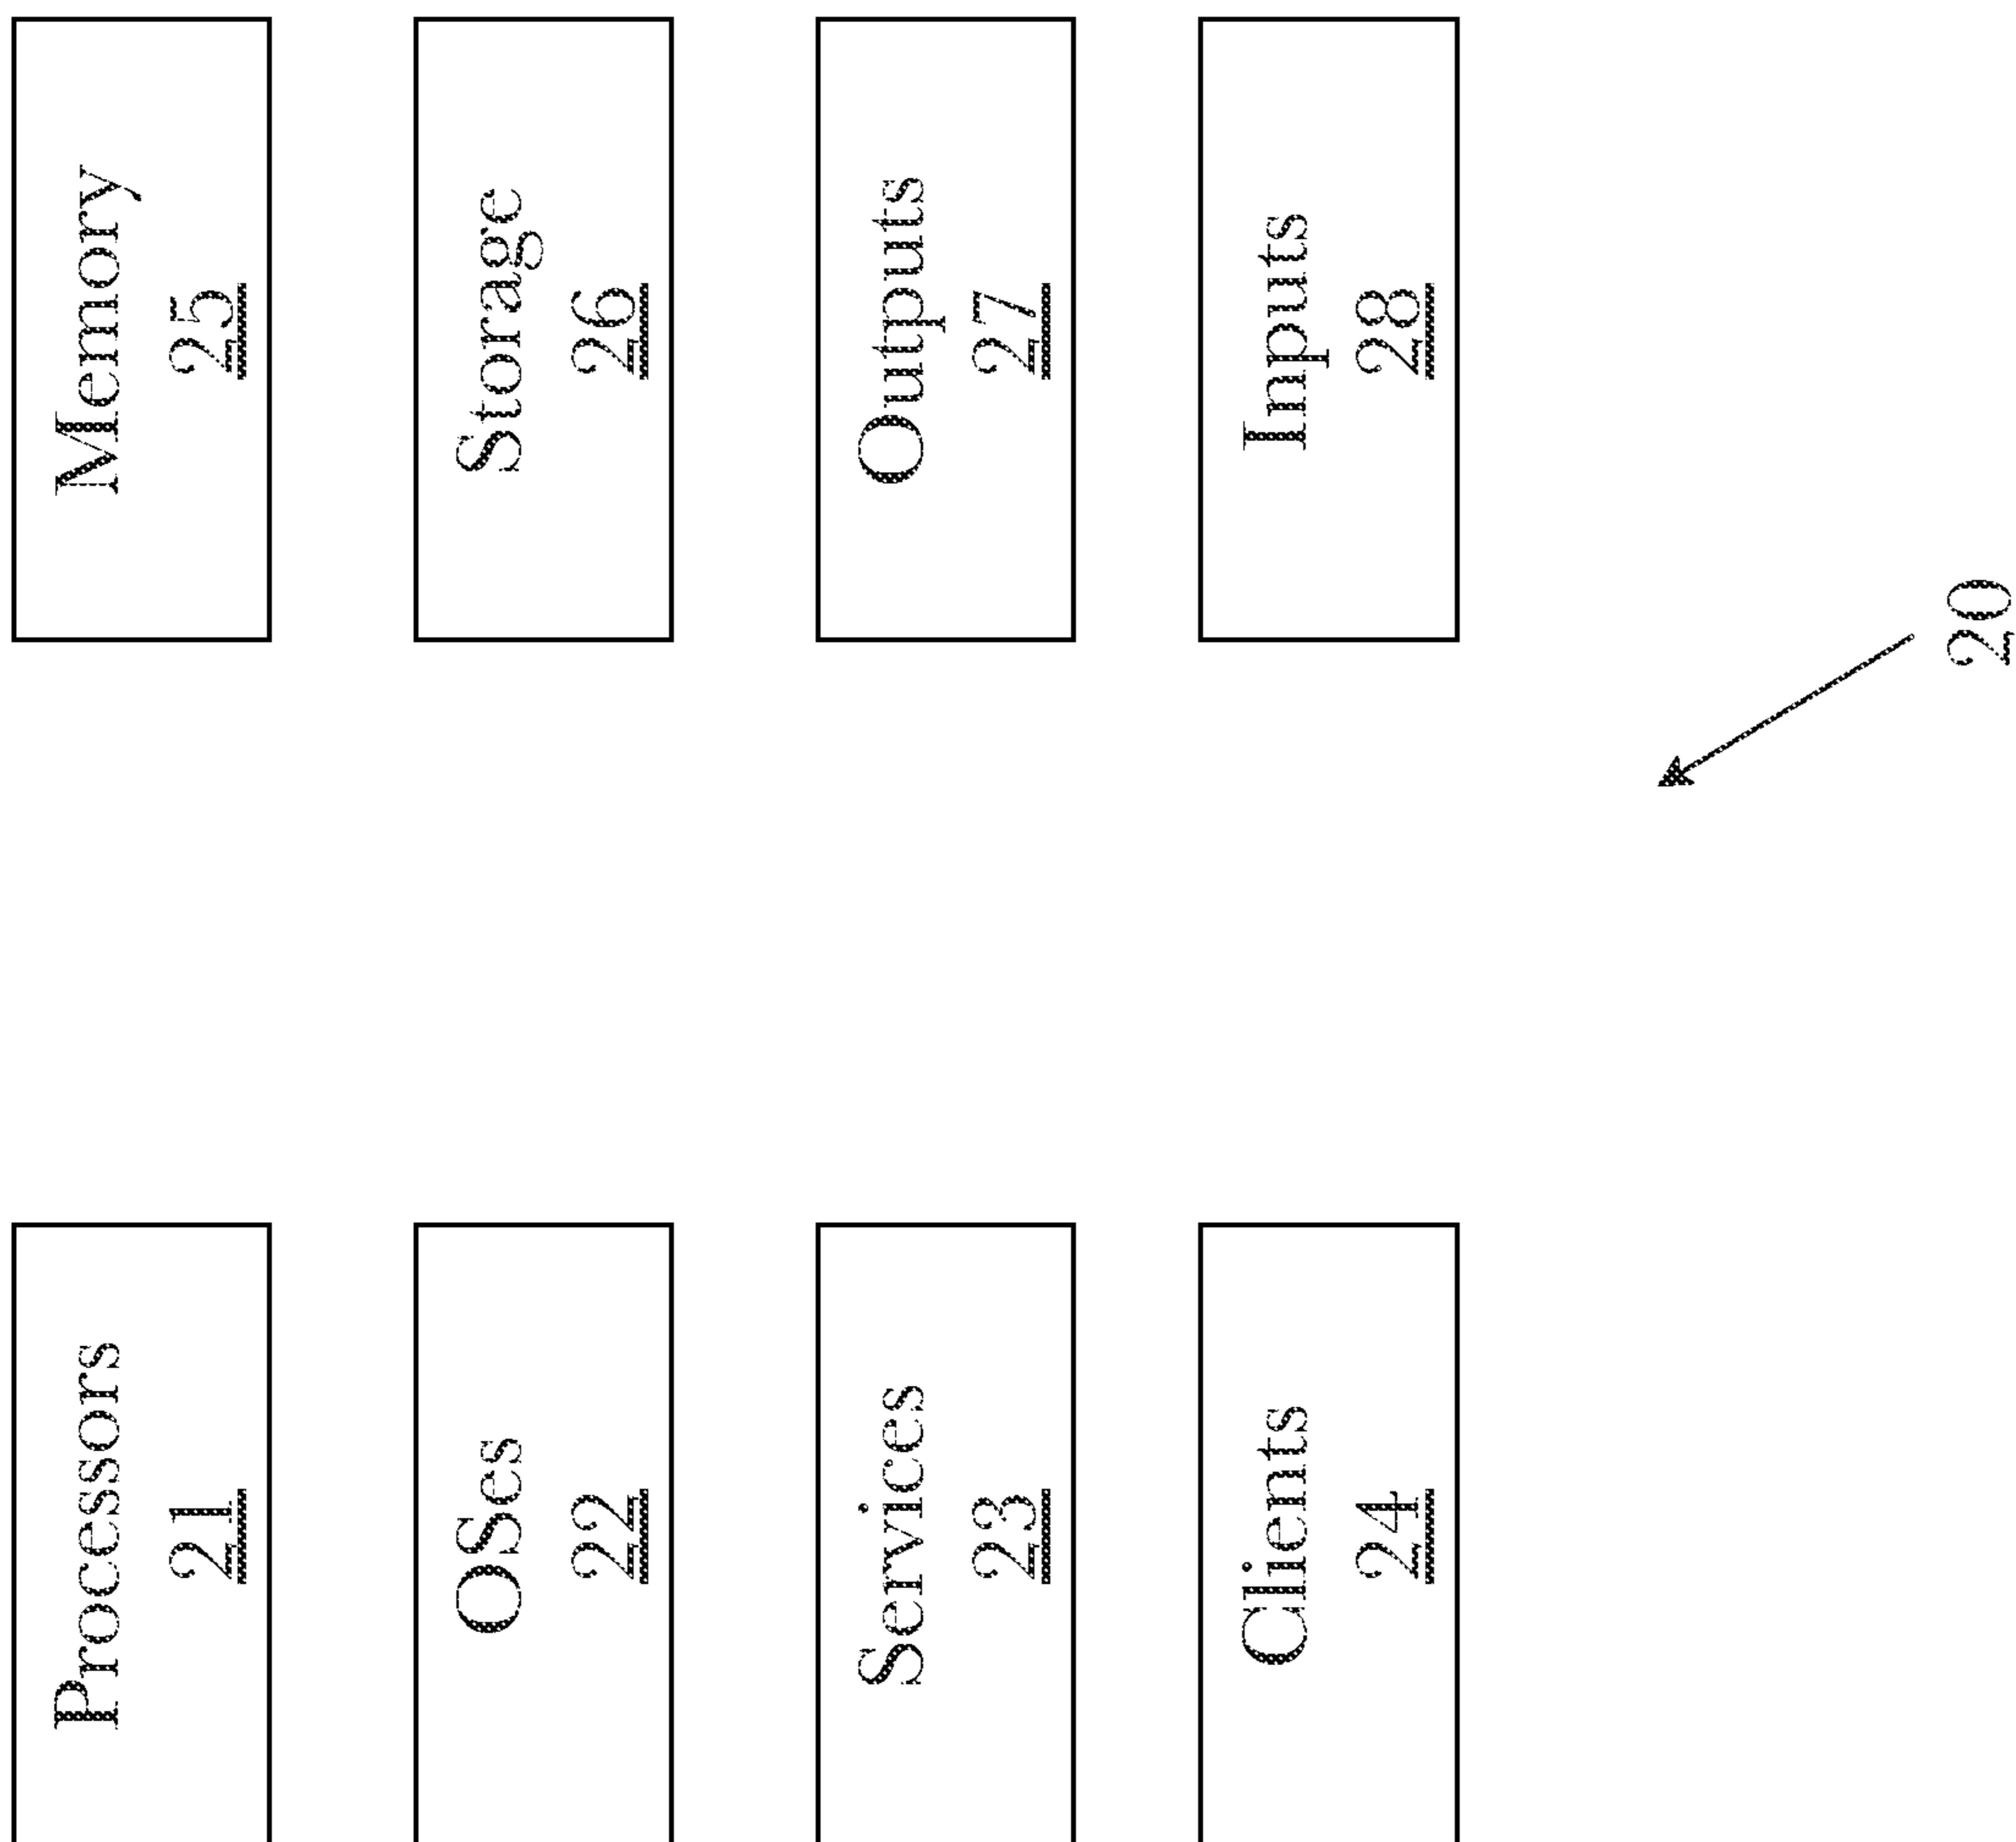 Processors
21
Memory
25
OSes
22
Storage
26
Services
23
Outputs
27
Clients
24
Inputs
28
20